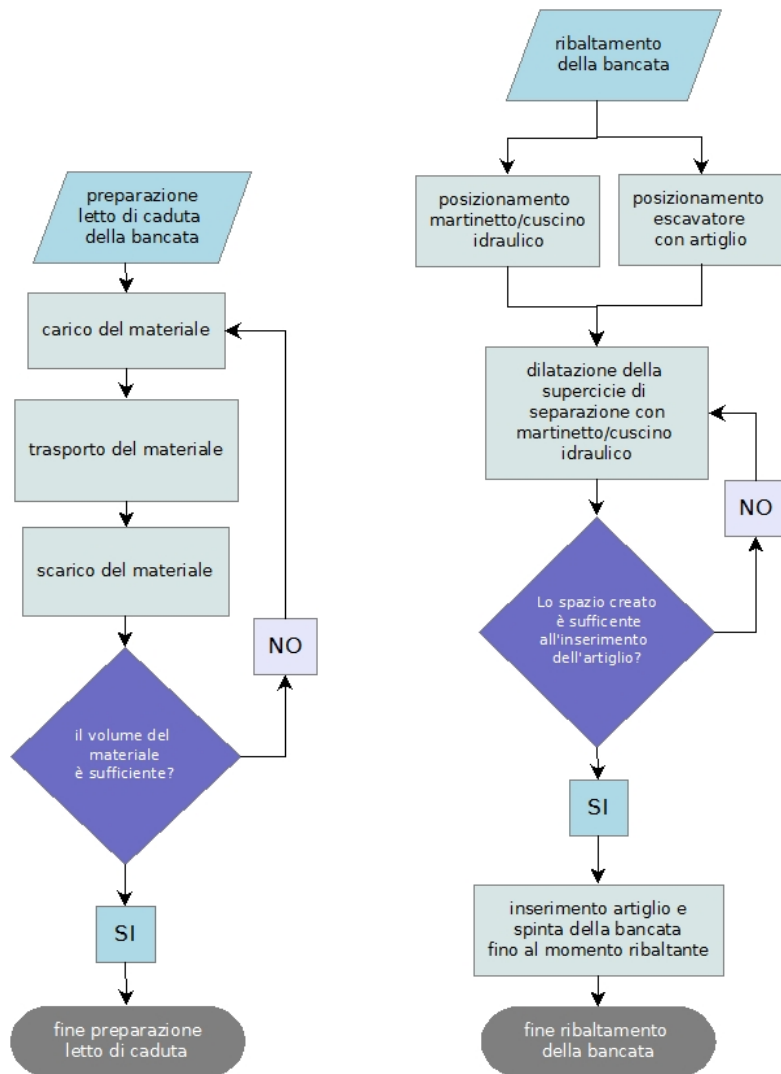 preparazione
letto di caduta
della bancata
carico del materiale
trasporto del materiale
scarico del materiale
NO
il volume del
materiale
è sufficiente?
SI
fine preparazione
letto di caduta
ribaltamento
della bancata
posizionamento
martinetto/cuscino
idraulico
posizionamento
escavatore
con artiglio
dilatazione della
supercicie di
separazione con
martinetto/cuscino
idraulico
NO
Lo spazio creato
è sufficente
all'inserimento
dell'artiglio?
SI
inserimento artiglio e
spinta della bancata
fino al momento ribaltante
fine ribaltamento
della bancata